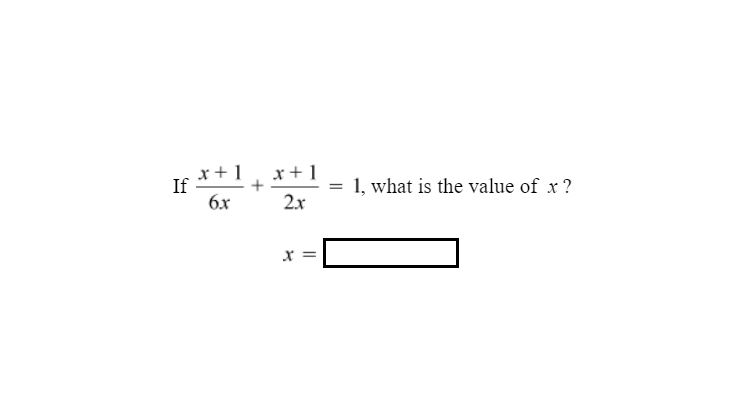 If (x + 1)/(6x) + (x + 1)/(2x) = 1, what is the value of x ?
x =